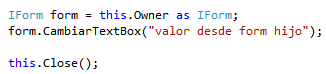 IForm form = this.Owner as IForm;
form.CambiarTextBox("valor desde form hijo");
this.Close();